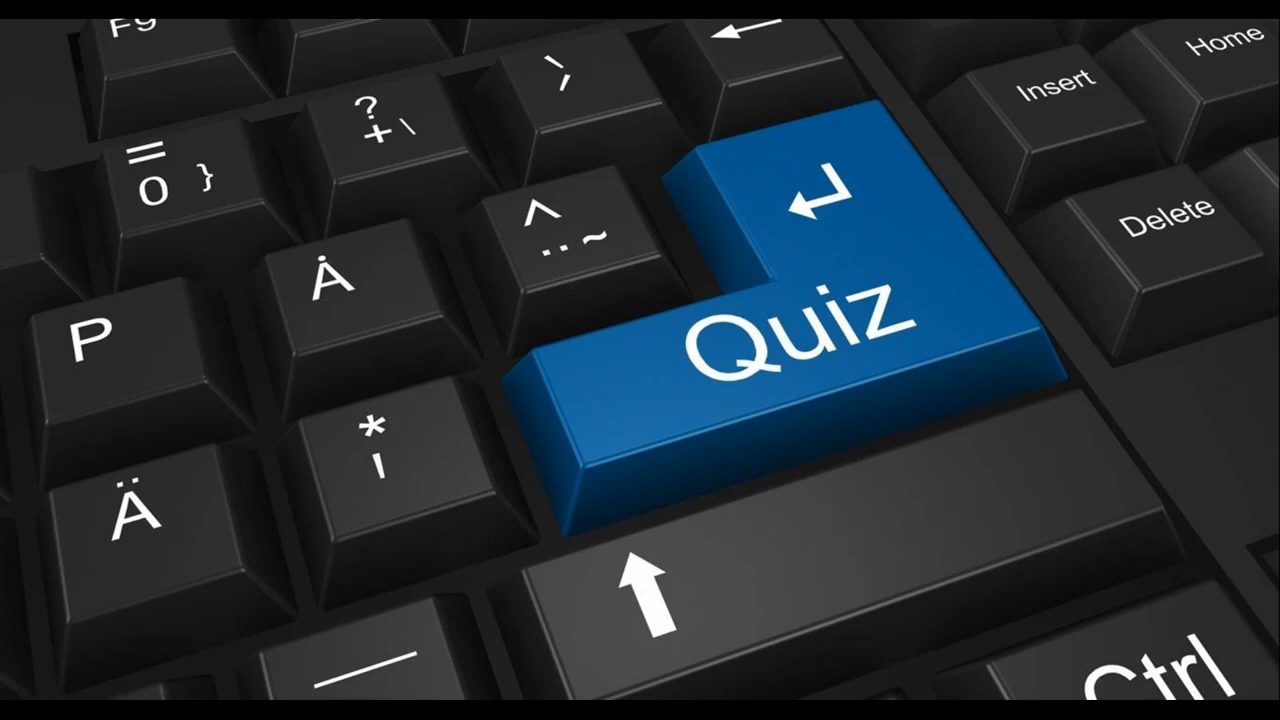 F9
Home
Insert
?
+ \
=
0 }
Delete
^
¨ ~
Å
Quiz
P
*
'
Ä
Ctrl